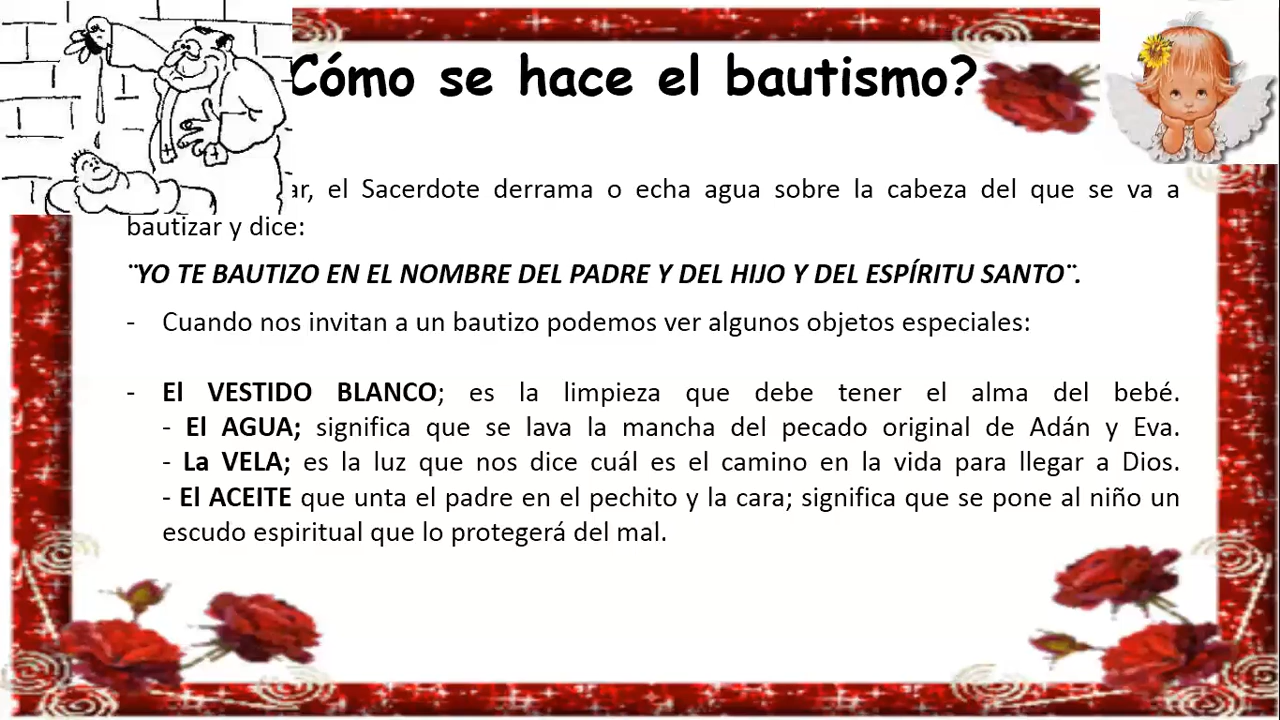 Cómo se hace el bautismo?
ar, el Sacerdote derrama o echa agua sobre la cabeza del que se va a
bautizar y dice:
¨YO TE BAUTIZO EN EL NOMBRE DEL PADRE Y DEL HIJO Y DEL ESPÍRITU SANTO¨.
- Cuando nos invitan a un bautizo podemos ver algunos objetos especiales:
- El VESTIDO BLANCO; es la limpieza que debe tener el alma del bebé.
- El AGUA; significa que se lava la mancha del pecado original de Adán y Eva.
- La VELA; es la luz que nos dice cuál es el camino en la vida para llegar a Dios.
- El ACEITE que unta el padre en el pechito y la cara; significa que se pone al niño un
escudo espiritual que lo protegerá del mal.